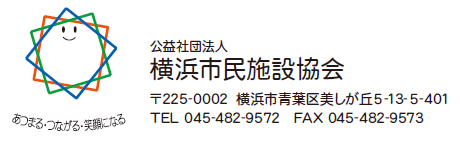 公益社団法人
横浜市民施設協会
〒225-0002 横浜市青葉区美しが丘5-13-5-401
TEL 045-482-9572 FAX 045-482-9573
あつまる・つながる・笑顔になる